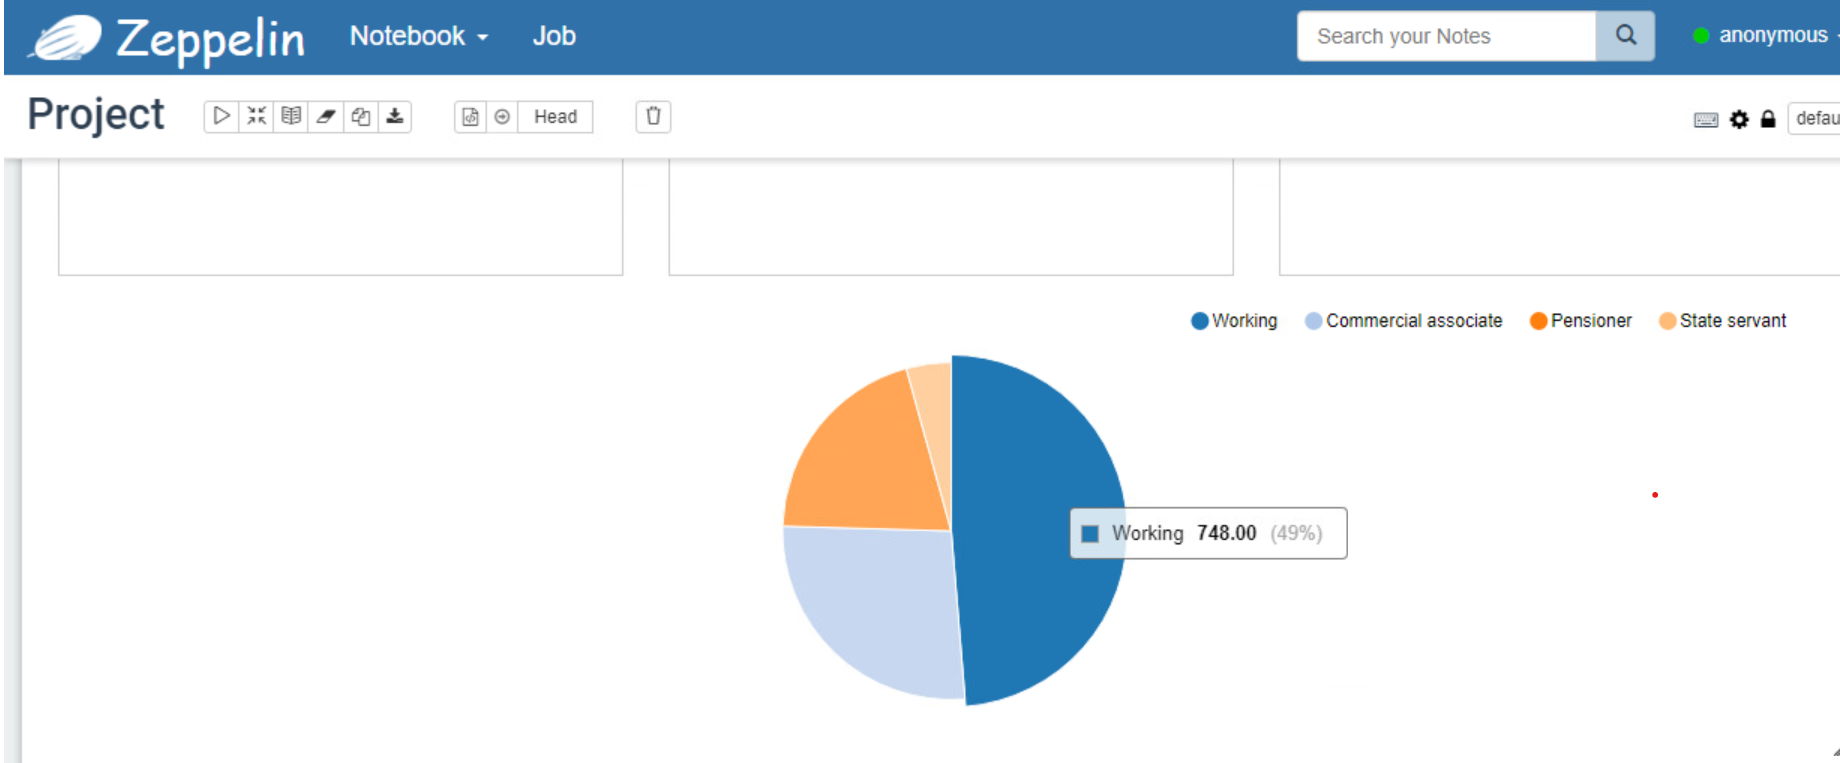 Zeppelin Notebook Job Search your Notes anonymous
Project Head defau
Working Commercial associate Pensioner State servant
Working 748.00 (49%)